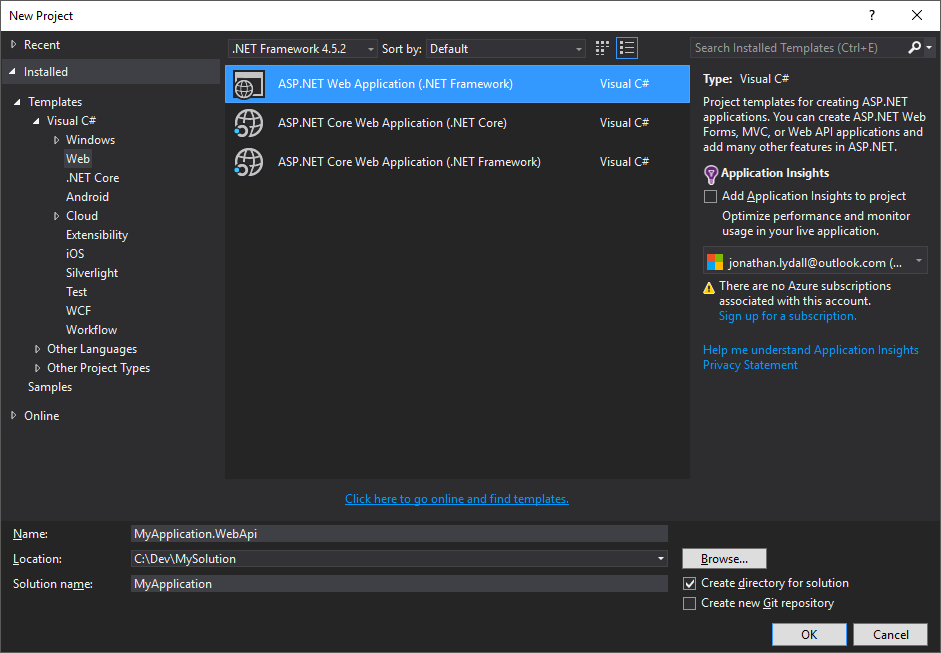 New Project
?
Recent
.NET Framework 4.5.2
Sort by:
Default
Search Installed Templates (Ctrl+E)
Installed
Templates
Visual C#
Windows
Web
.NET Core
Android
Cloud
Extensibility
iOS
Silverlight
Test
WCF
Workflow
Other Languages
Other Project Types
Samples
Online
ASP.NET Web Application (.NET Framework) Visual C#
ASP.NET Core Web Application (.NET Core) Visual C#
ASP.NET Core Web Application (.NET Framework) Visual C#
Click here to go online and find templates.
Type: Visual C#
Project templates for creating ASP.NET
applications. You can create ASP.NET Web
Forms, MVC, or Web API applications and
add many other features in ASP.NET.
Application Insights
Add Application Insights to project
Optimize performance and monitor
usage in your live application.
jonathan.lydall@outlook.com (...
There are no Azure subscriptions
associated with this account.
Sign up for a subscription.
Help me understand Application Insights
Privacy Statement
Name: MyApplication.WebApi
Location: C:\Dev\MySolution
Browse...
Solution name: MyApplication
Create directory for solution
Create new Git repository
OK
Cancel